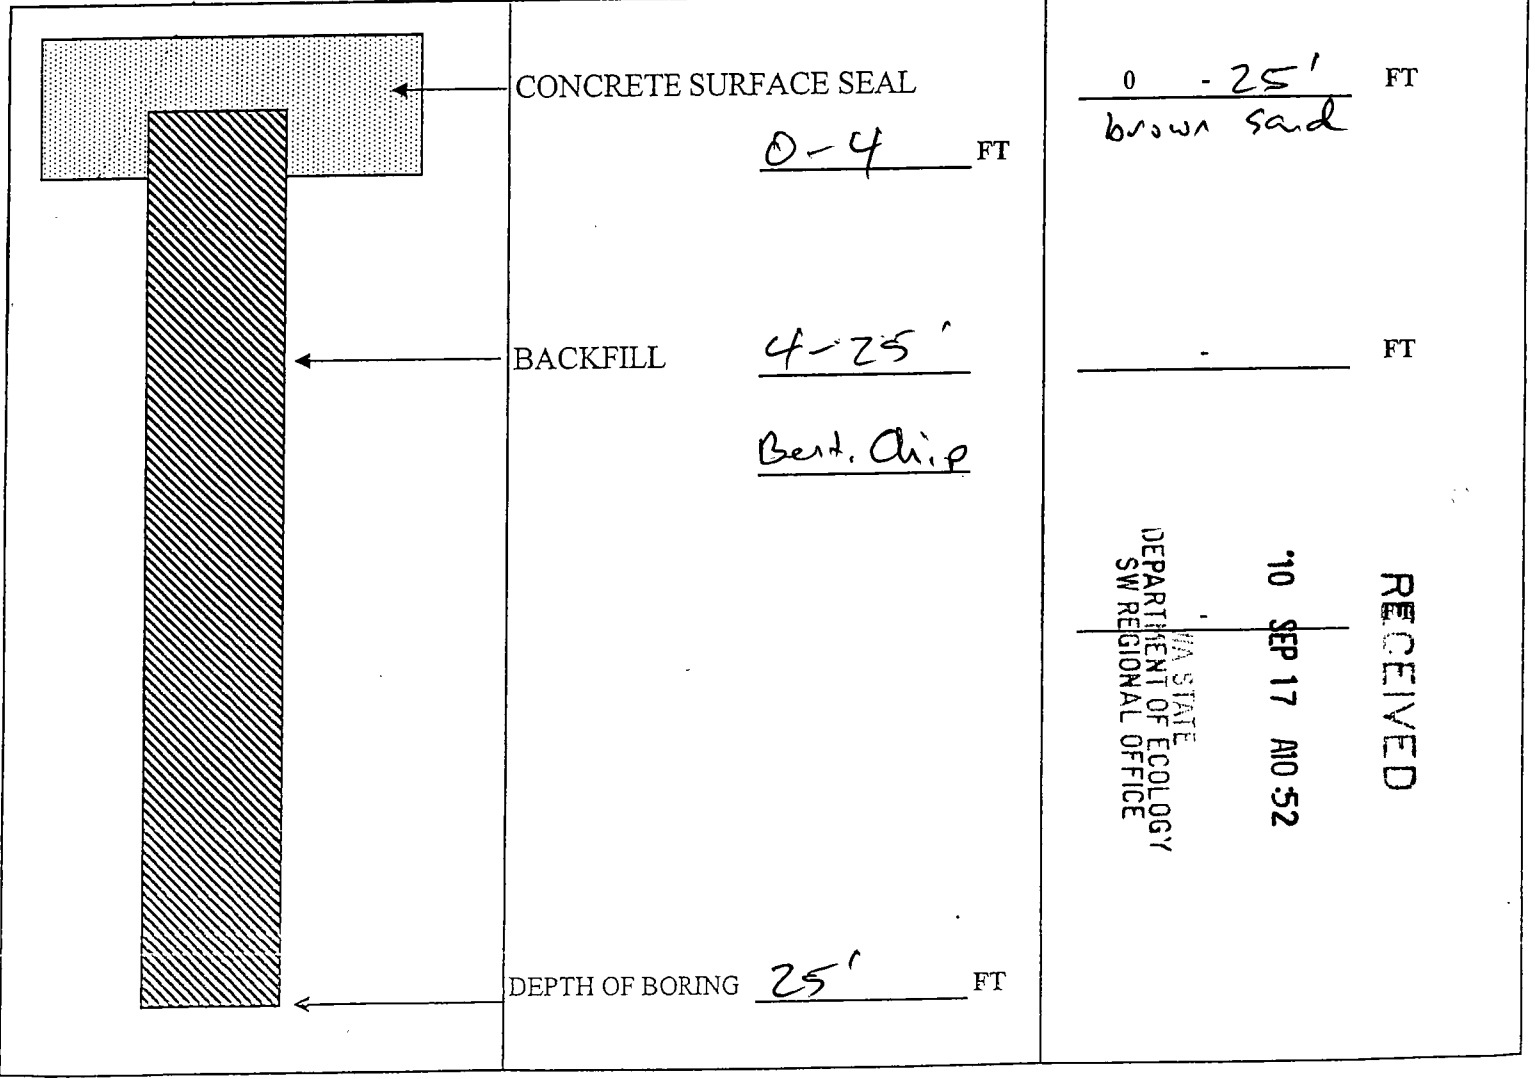 CONCRETE SURFACE SEAL
0-4 FT
BACKFILL 4-25'
Bent. Chip
DEPTH OF BORING 25' FT
0 - 25' FT
brown sand
- FT
- FT
RECEIVED
'10 SEP 17 A10:52
WA STATE
DEPARTMENT OF ECOLOGY
SW REGIONAL OFFICE